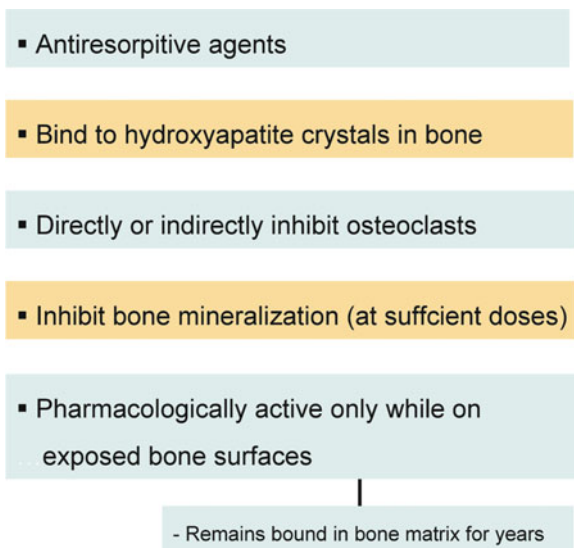 ▪ Antiresorpitive agents
▪ Bind to hydroxyapatite crystals in bone
▪ Directly or indirectly inhibit osteoclasts
▪ Inhibit bone mineralization (at suffcient doses)
▪ Pharmacologically active only while on
...exposed bone surfaces
- Remains bound in bone matrix for years